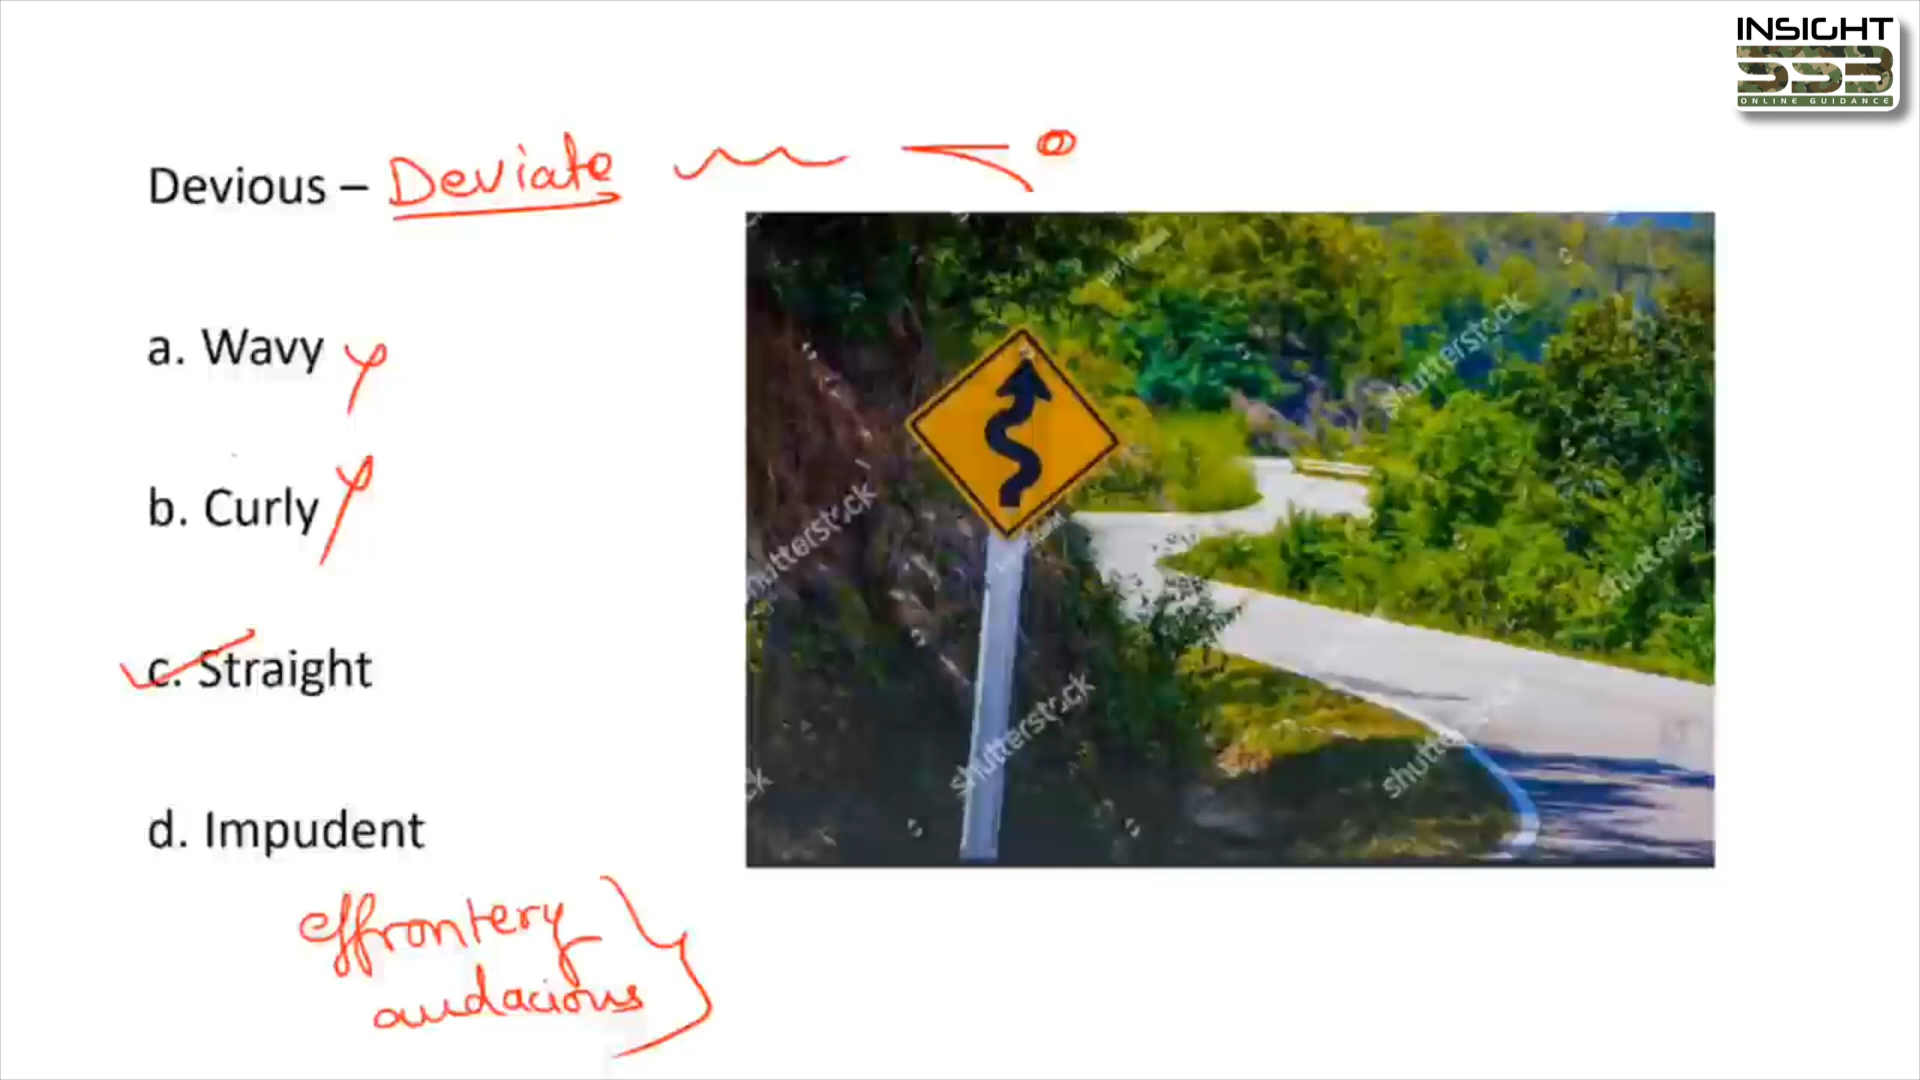 INSIGHT
SSB
ONLINE GUIDANCE
Devious – Deviate
a. Wavy
b. Curly
c. Straight
d. Impudent
effrontery
audacious
shutterstock
shutterstock
shutterstock
shutterstock
shutterstock